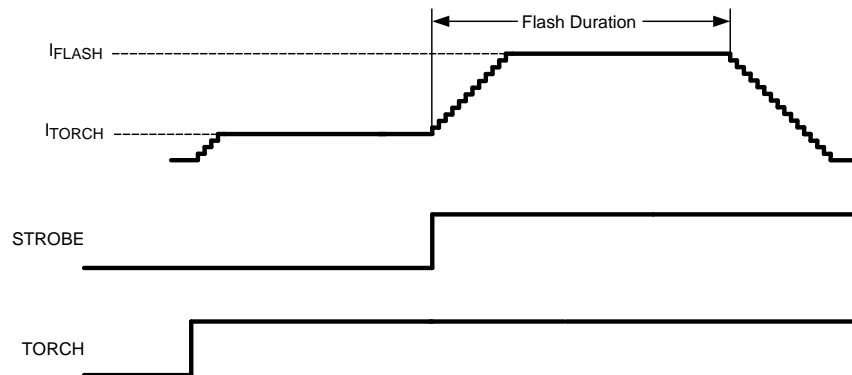 Flash Duration
IFLASH
ITORCH
STROBE
TORCH